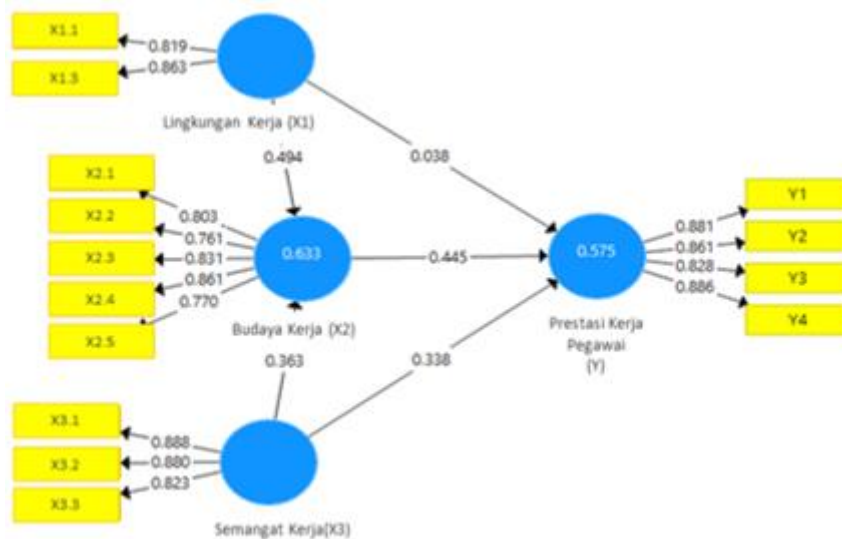 X1.1
0.819
0.863
X1.3
Lingkungan Kerja (X1)
0.494
0.038
X2.1
0.803
X2.2
0.761
X2.3
0.831
X2.4
0.861
X2.5
0.770
0.633
Budaya Kerja (X2)
0.445
0.575
Prestasi Kerja
Pegawai
(Y)
Y1
0.881
Y2
0.861
Y3
0.828
Y4
0.886
0.363
0.338
X3.1
0.888
X3.2
0.880
X3.3
0.823
Semangat Kerja(X3)